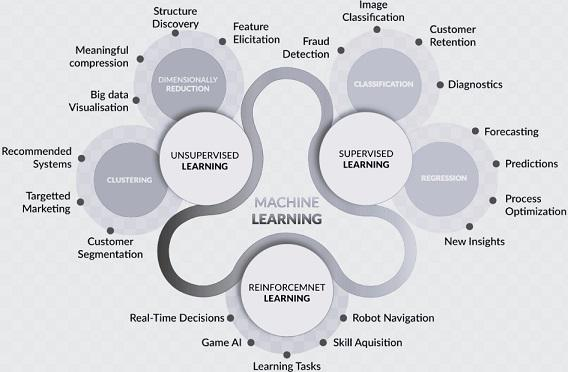 Structure
Discovery
Feature
Elicitation
Meaningful
compression
DIMENSIONALLY
REDUCTION
Big data
Visualisation
Image
Classification
Fraud
Detection
Customer
Retention
CLASSIFICATION
Diagnostics
Recommended
Systems
CLUSTERING
Targetted
Marketing
Customer
Segmentation
UNSUPERVISED
LEARNING
SUPERVISED
LEARNING
Forecasting
Predictions
REGRESSION
Process
Optimization
New Insights
MACHINE
LEARNING
REINFORCEMNET
LEARNING
Real-Time Decisions
Robot Navigation
Game AI
Skill Aquisition
Learning Tasks